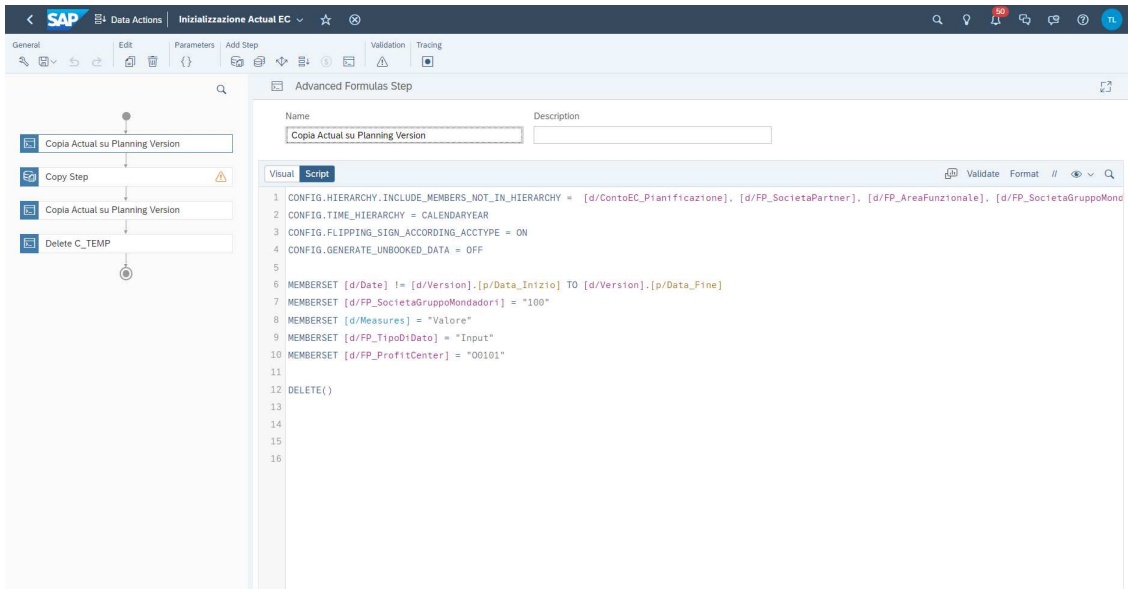 SAP Data Actions Inizializzazione Actual EC 50 TL
General Edit Parameters Add Step Validation Tracing
Advanced Formulas Step
Name Description
Copia Actual su Planning Version
Copia Actual su Planning Version
Copy Step
Copia Actual su Planning Version
Delete C_TEMP
Visual Script Validate Format //
1 CONFIG.HIERARCHY.INCLUDE_MEMBERS_NOT_IN_HIERARCHY = [d/ContoEC_Pianificazione], [d/FP_SocietaPartner], [d/FP_AreaFunzionale], [d/FP_SocietaGruppoMond
2 CONFIG.TIME_HIERARCHY = CALENDARYEAR
3 CONFIG.FLIPPING_SIGN_ACCORDING_ACCTYPE = ON
4 CONFIG.GENERATE_UNBOOKED_DATA = OFF
5
6 MEMBERSET [d/Date] != [d/Version].[p/Data_Inizio] TO [d/Version].[p/Data_Fine]
7 MEMBERSET [d/FP_SocietaGruppoMondadori] = "100"
8 MEMBERSET [d/Measures] = "Valore"
9 MEMBERSET [d/FP_TipoDiDato] = "Input"
10 MEMBERSET [d/FP_ProfitCenter] = "O0101"
11
12 DELETE()
13
14
15
16